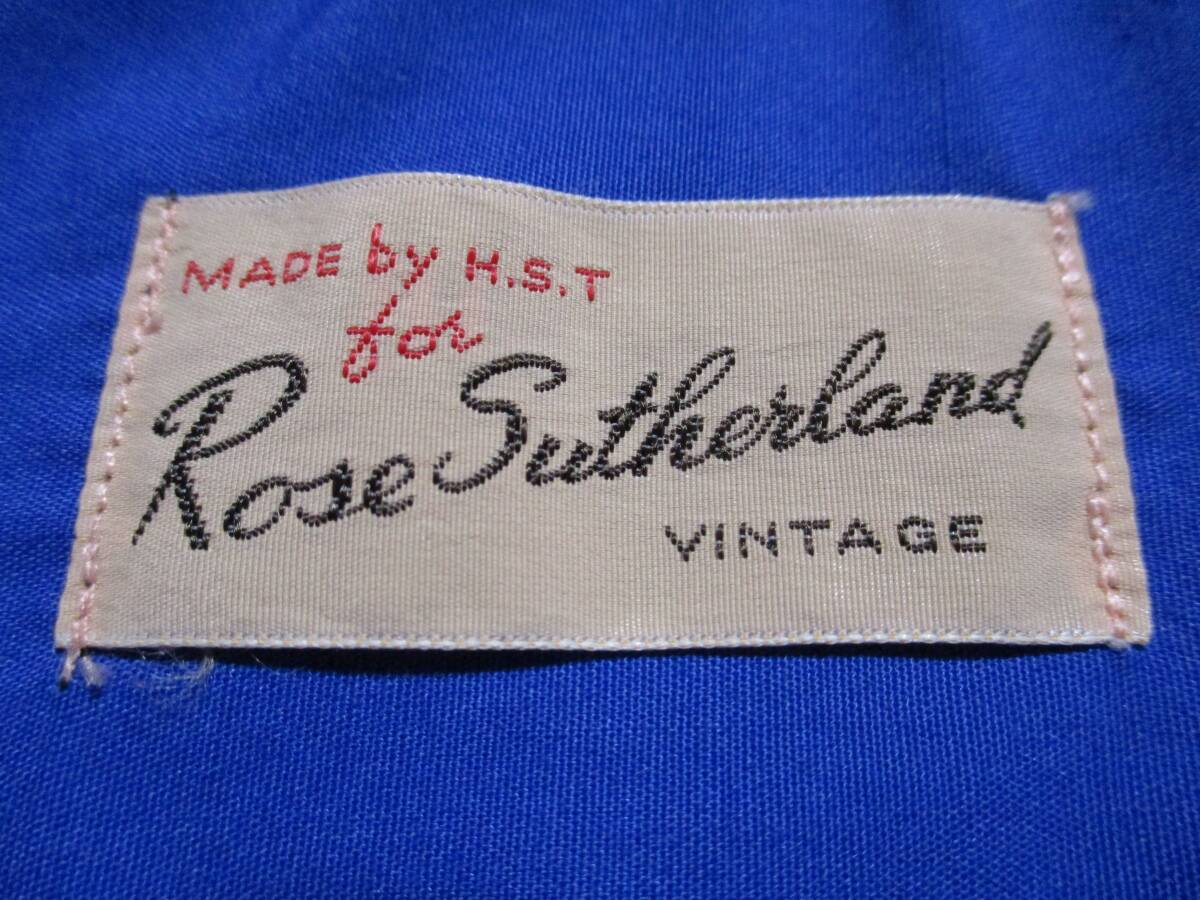 MADE by H.S.T
for
Rose Sutherland
VINTAGE